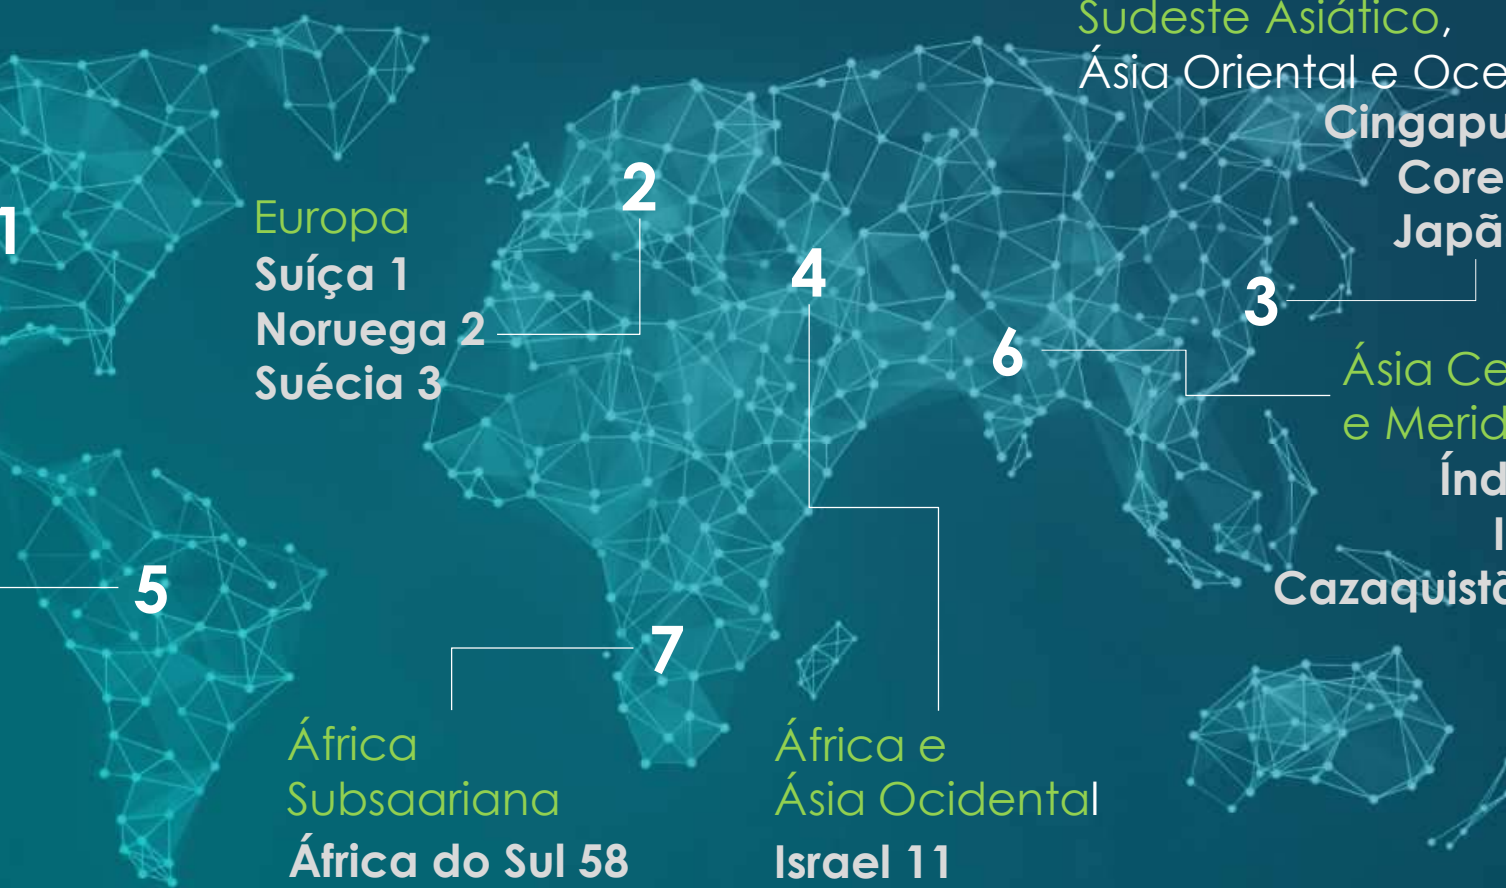 Sudeste Asiático,
Ásia Oriental e Oce
Cingapu
Core
Japã
1
Europa
Suíça 1
Noruega 2
Suécia 3
2
4
3
6
Ásia Ce
e Merid
Índ
I
Cazaquistã
5
7
África
Subsaariana
África do Sul 58
África e
Ásia Ocidental
Israel 11